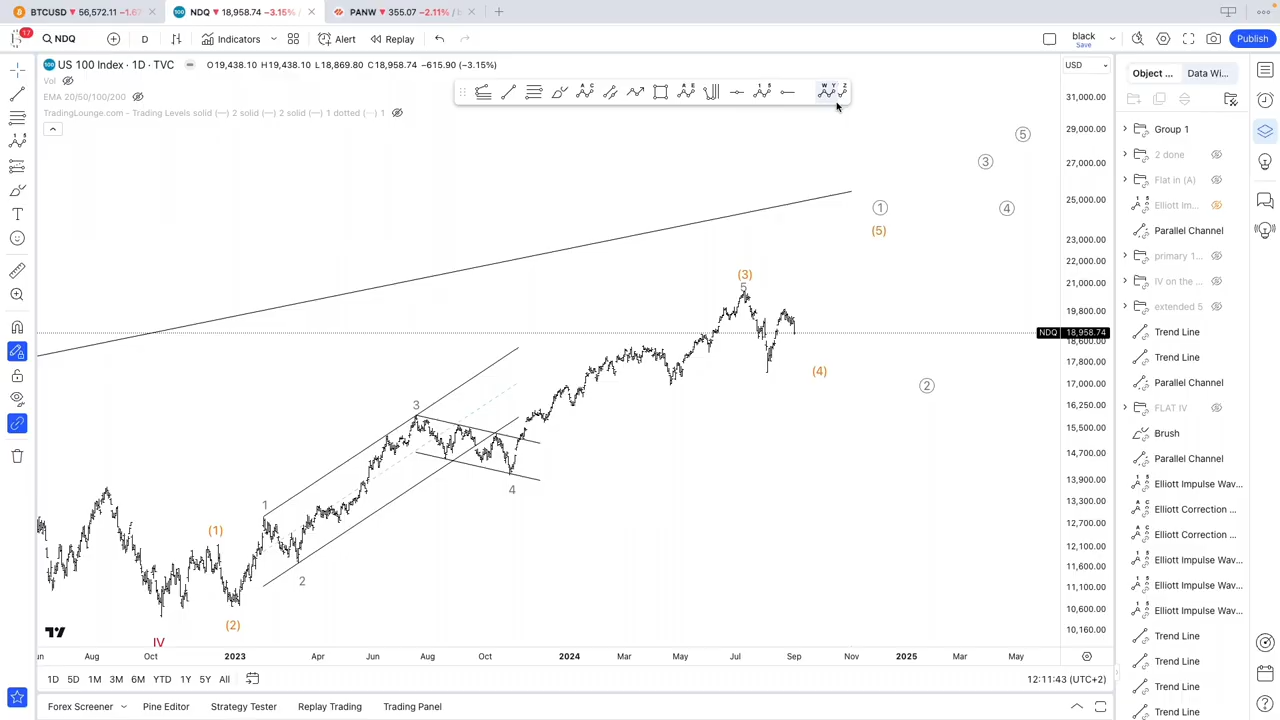 BTCUSD ▼ 56,572.11 −1.67
NDQ ▼ 18,958.74 −3.15% /
PANW ▼ 355.07 −2.11% /
17
NDQ
D
Indicators
Alert
Replay
black
Save
Publish
US 100 Index · 1D · TVC
O19,438.10 H19,438.10 L18,869.80 C18,958.74 −615.90 (−3.15%)
USD
Vol
EMA 20/50/100/200
TradingLounge.com - Trading Levels solid () 2 solid () 2 solid () 1 dotted () 1
Object ...
Data Wi...
Group 1
2 done
Flat in (A)
Elliott Im...
Parallel Channel
primary 1...
IV on the ...
extended 5
Trend Line
Trend Line
Parallel Channel
FLAT IV
Brush
Parallel Channel
Elliott Impulse Wav...
Elliott Correction ...
Elliott Correction ...
Elliott Impulse Wav...
Elliott Impulse Wav...
Elliott Impulse Wav...
Trend Line
Trend Line
Trend Line
Trend Line
31,000.00
29,000.00
27,000.00
25,000.00
23,000.00
22,000.00
21,000.00
19,800.00
NDQ 18,958.74
18,600.00
17,800.00
17,000.00
16,250.00
15,500.00
14,700.00
13,900.00
13,300.00
12,700.00
12,100.00
11,600.00
11,100.00
10,600.00
10,160.00
5
3
1
4
(5)
(3)
5
(4)
2
3
4
1
(1)
2
(2)
IV
Aug
Oct
2023
Apr
Jun
Aug
Oct
2024
Mar
May
Jul
Sep
Nov
2025
Mar
May
1D 5D 1M 3M 6M YTD 1Y 5Y All
12:11:43 (UTC+2)
Forex Screener
Pine Editor
Strategy Tester
Replay Trading
Trading Panel